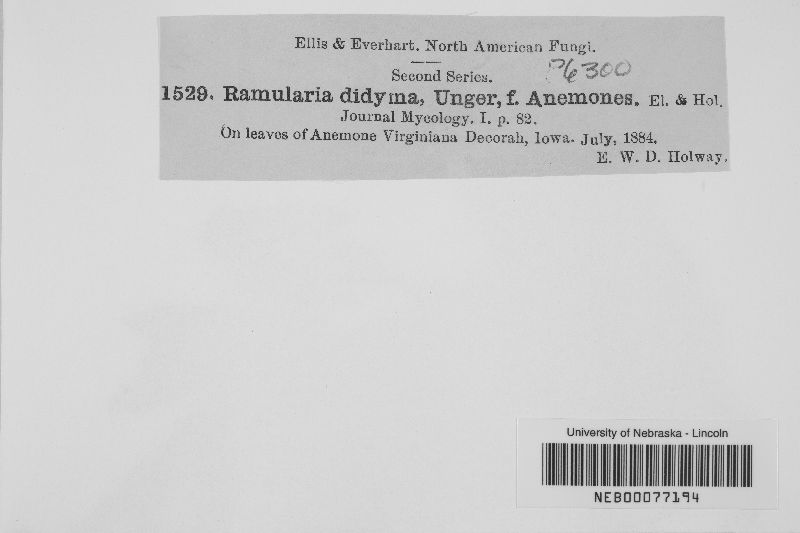 Ellis & Everhart. North American Fungi.
Second Series.
1529. Ramularia didyma, Unger, f. Anemones. El. & Hol.
Journal Mycology. I. p. 82.
On leaves of Anemone Virginiana Decorah, Iowa. July, 1884.
E. W. D. Holway.
University of Nebraska - Lincoln
NEB00077194